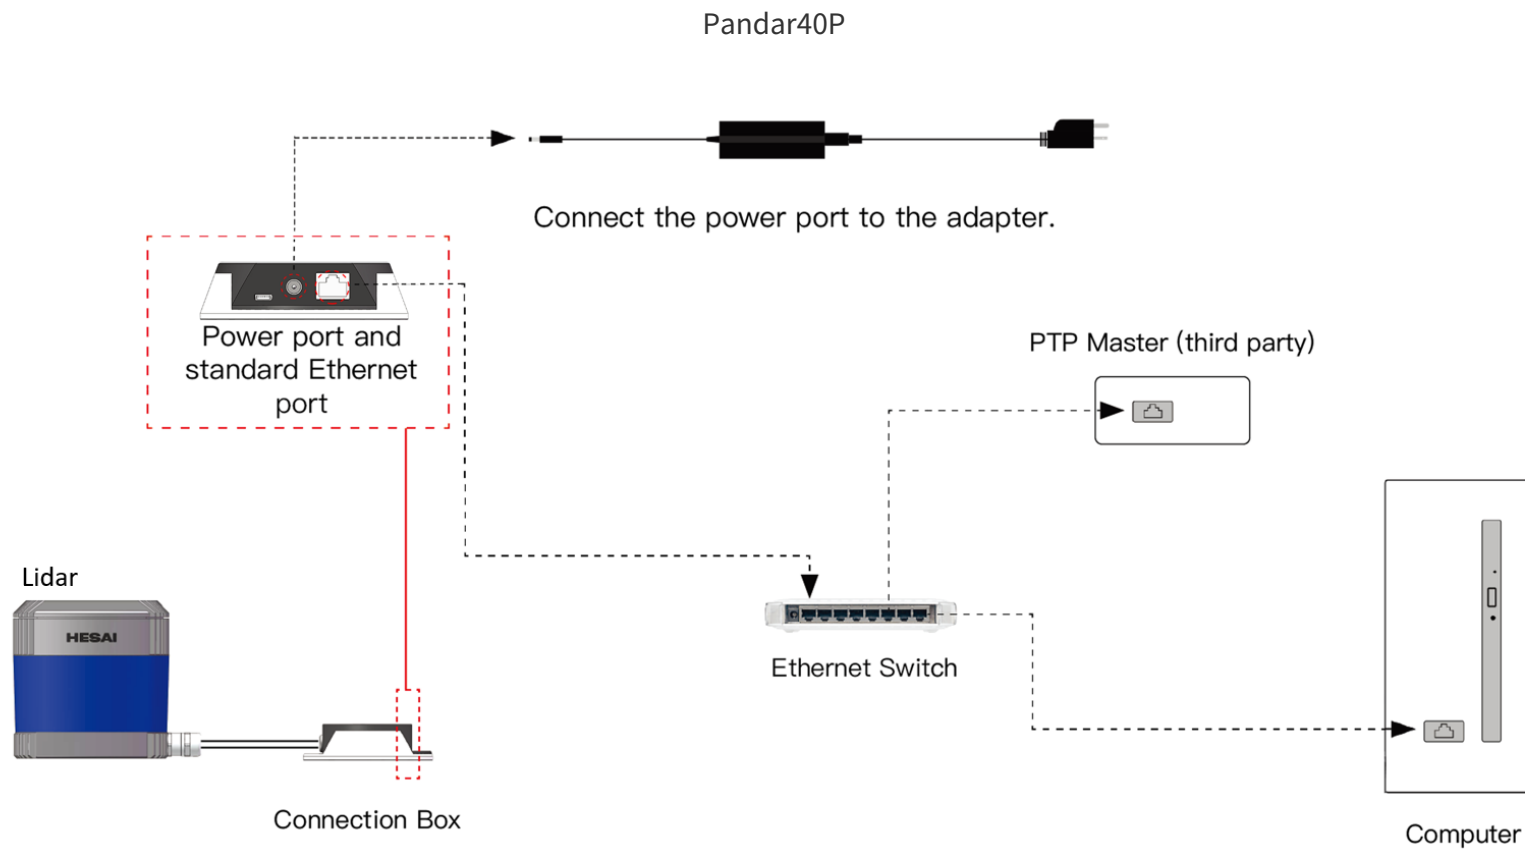 Pandar40P
Connect the power port to the adapter.
Power port and
standard Ethernet
port
PTP Master (third party)
Lidar
HESAI
Ethernet Switch
Connection Box
Computer